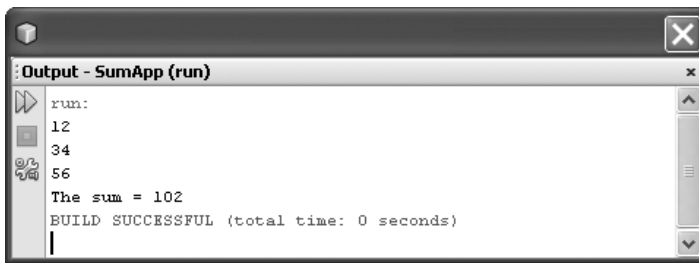 Output - SumApp (run)
run:
12
34
56
The sum = 102
BUILD SUCCESSFUL (total time: 0 seconds)